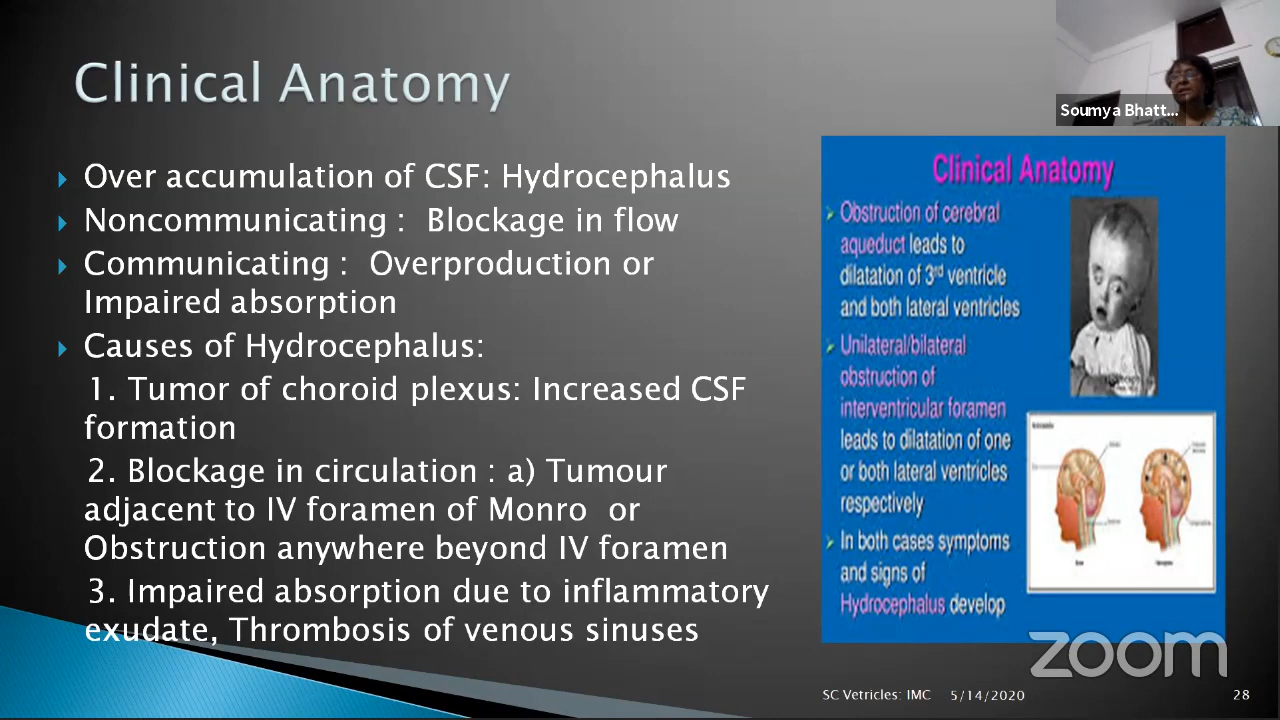 Clinical Anatomy
Over accumulation of CSF: Hydrocephalus
Noncommunicating : Blockage in flow
Communicating : Overproduction or
Impaired absorption
Causes of Hydrocephalus:
1. Tumor of choroid plexus: Increased CSF
formation
2. Blockage in circulation : a) Tumour
adjacent to IV foramen of Monro or
Obstruction anywhere beyond IV foramen
3. Impaired absorption due to inflammatory
exudate, Thrombosis of venous sinuses
Soumya Bhatt...
Clinical Anatomy
Obstruction of cerebral
aqueduct leads to
dilatation of 3rd ventricle
and both lateral ventricles
Unilateral/bilateral
obstruction of
interventricular foramen
leads to dilatation of one
or both lateral ventricles
respectively
In both cases symptoms
and signs of
Hydrocephalus develop
zoom
SC Vetricles: IMC 5/14/2020 28